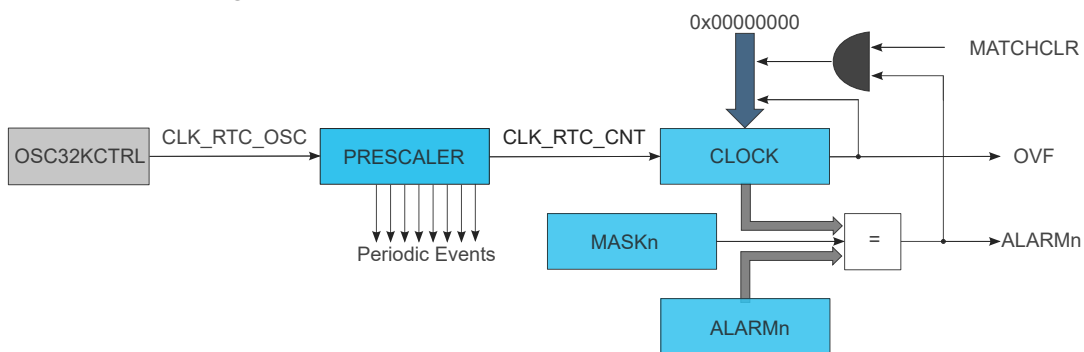 0x00000000
MATCHCLR
OSC32KCTRL
CLK_RTC_OSC
PRESCALER
CLK_RTC_CNT
CLOCK
OVF
Periodic Events
MASKn
=
ALARMn
ALARMn